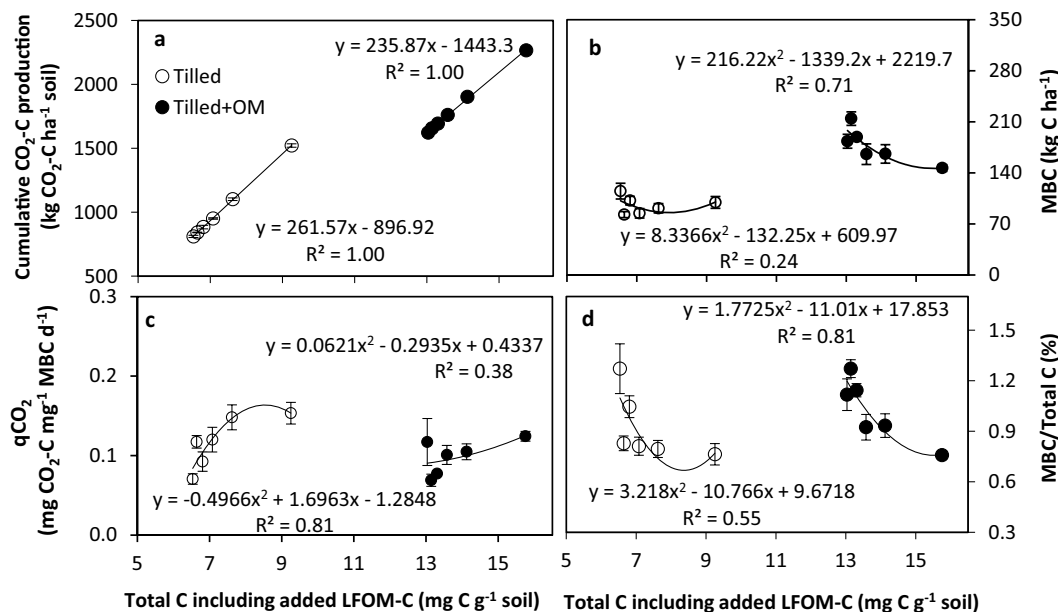 Cumulative CO₂-C production
(kg CO₂-C ha⁻¹ soil)
2500
2000
1500
1000
500
a
Tilled
Tilled+OM
y = 235.87x - 1443.3
R² = 1.00
y = 261.57x - 896.92
R² = 1.00
b
y = 216.22x² - 1339.2x + 2219.7
R² = 0.71
y = 8.3366x² - 132.25x + 609.97
R² = 0.24
350
280
210
140
70
0
MBC (kg C ha⁻¹)
qCO₂
(mg CO₂-C mg⁻¹ MBC d⁻¹)
0.3
0.2
0.1
0.0
c
y = 0.0621x² - 0.2935x + 0.4337
R² = 0.38
y = -0.4966x² + 1.6963x - 1.2848
R² = 0.81
5
7
9
11
13
15
Total C including added LFOM-C (mg C g⁻¹ soil)
d
y = 1.7725x² - 11.01x + 17.853
R² = 0.81
y = 3.218x² - 10.766x + 9.6718
R² = 0.55
1.5
1.2
0.9
0.6
0.3
MBC/Total C (%)
5
7
9
11
13
15
Total C including added LFOM-C (mg C g⁻¹ soil)